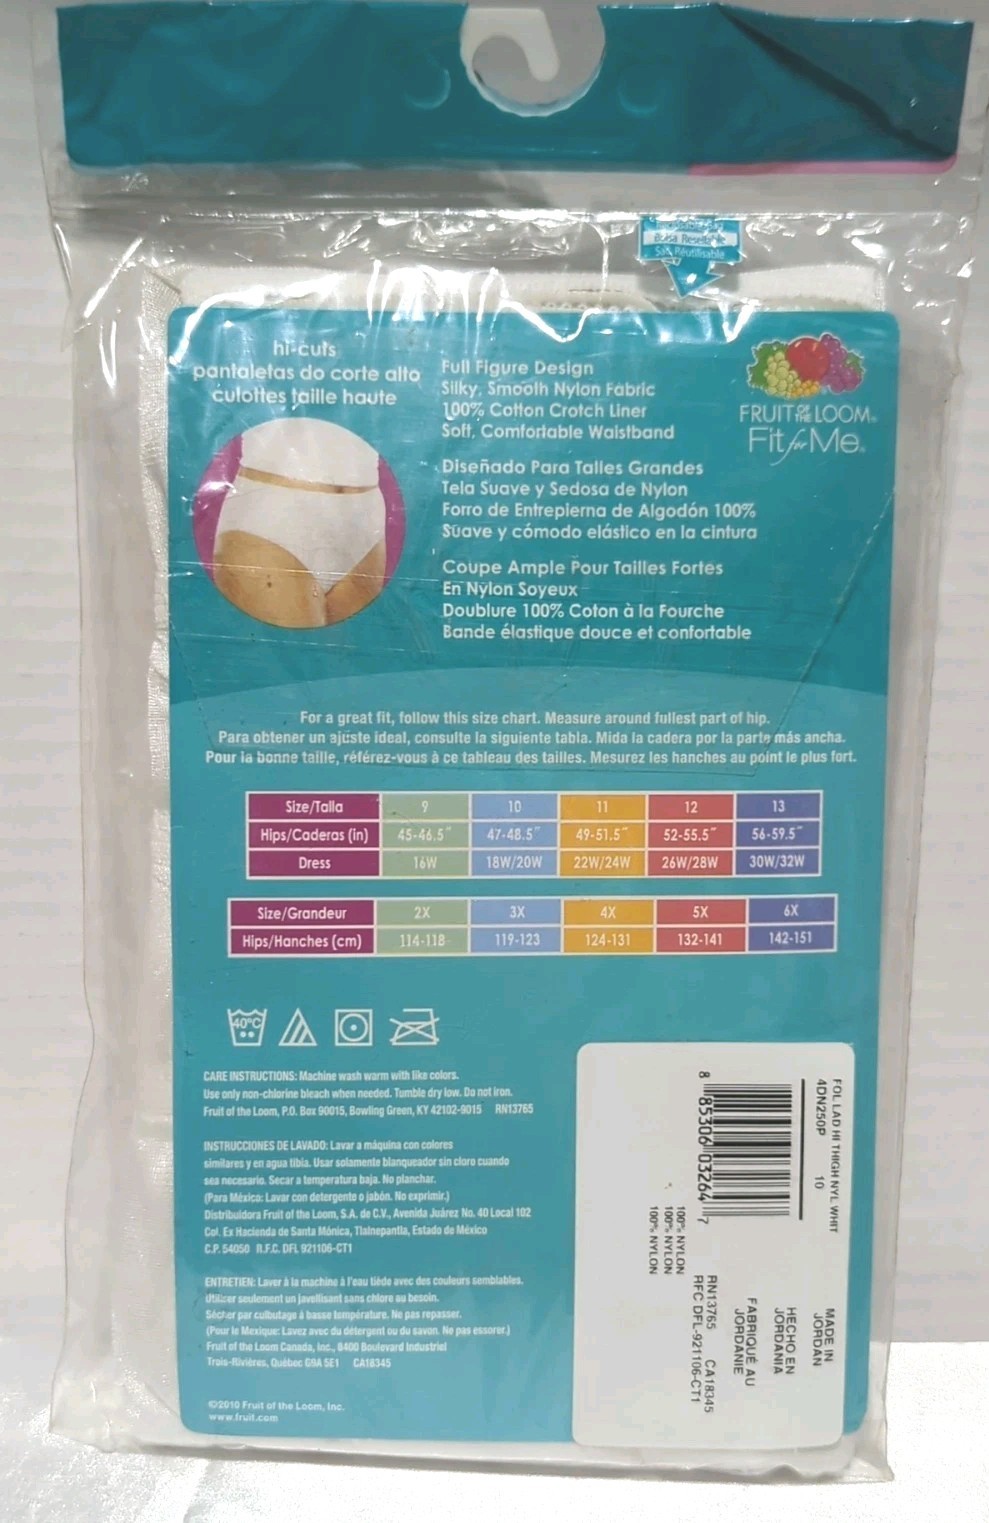 Bolsa Resellable
Sac Réutilisable
hi-cuts
pantaletas do corte alto
culottes taille haute
Full Figure Design
Silky, Smooth Nylon Fabric
100% Cotton Crotch Liner
Soft, Comfortable Waistband
Diseñado Para Talles Grandes
Tela Suave y Sedosa de Nylon
Forro de Entrepierna de Algodón 100%
Suave y cómodo elástico en la cintura
Coupe Ample Pour Tailles Fortes
En Nylon Soyeux
Doublure 100% Coton à la Fourche
Bande élastique douce et confortable
FRUIT OF THE LOOM®
Fit for Me®
For a great fit, follow this size chart. Measure around fullest part of hip.
Para obtener un ajuste ideal, consulte la siguiente tabla. Mida la cadera por la parte más ancha.
Pour la bonne taille, référez-vous à ce tableau des tailles. Mesurez les hanches au point le plus fort.
Size/Talla 9 10 11 12 13
Hips/Caderas (in) 45-46.5" 47-48.5" 49-51.5" 52-55.5" 56-59.5"
Dress 16W 18W/20W 22W/24W 26W/28W 30W/32W
Size/Grandeur 2X 3X 4X 5X 6X
Hips/Hanches (cm) 114-118 119-123 124-131 132-141 142-151
40°C
CARE INSTRUCTIONS: Machine wash warm with like colors.
Use only non-chlorine bleach when needed. Tumble dry low. Do not iron.
Fruit of the Loom, P.O. Box 90015, Bowling Green, KY 42102-9015 RN13765
INSTRUCCIONES DE LAVADO: Lavar a máquina con colores
similares y en agua tibia. Usar solamente blanqueador sin cloro cuando
sea necesario. Secar a temperatura baja. No planchar.
(Para México: Lavar con detergente o jabón. No exprimir.)
Distribuidora Fruit of the Loom, S.A. de C.V., Avenida Juárez No. 40 Local 102
Col. Ex Hacienda de Santa Mónica, Tlalnepantla, Estado de México
C.P. 54050 R.F.C. DFL 921106-CT1
ENTRETIEN: Laver à la machine à l'eau tiède avec des couleurs semblables.
Utiliser seulement un javellisant sans chlore au besoin.
Sécher par culbutage à basse température. Ne pas repasser.
(Pour le Mexique: Lavez avec du détergent ou du savon. Ne pas essorer.)
Fruit of the Loom Canada, Inc., 8400 Boulevard Industriel
Trois-Rivières, Québec G9A 5E1 CA18345
©2010 Fruit of the Loom, Inc.
www.fruit.com
FOL LAD HI THIGH NYL WHIT
4DN250P 10
8 85306 03264 7
100% NYLON
100% NYLON
100% NYLON
MADE IN
JORDAN
HECHO EN
JORDANIA
FABRIQUÉ AU
JORDANIE
RN13765 CA18345
RFC DFL-921106-CT1